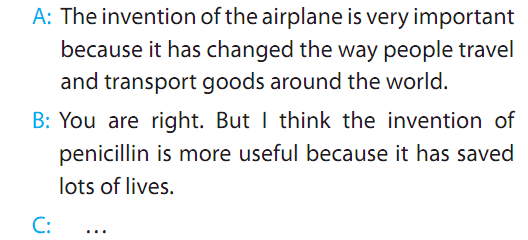 A: The invention of the airplane is very important
because it has changed the way people travel
and transport goods around the world.
B: You are right. But I think the invention of
penicillin is more useful because it has saved
lots of lives.
C: ...